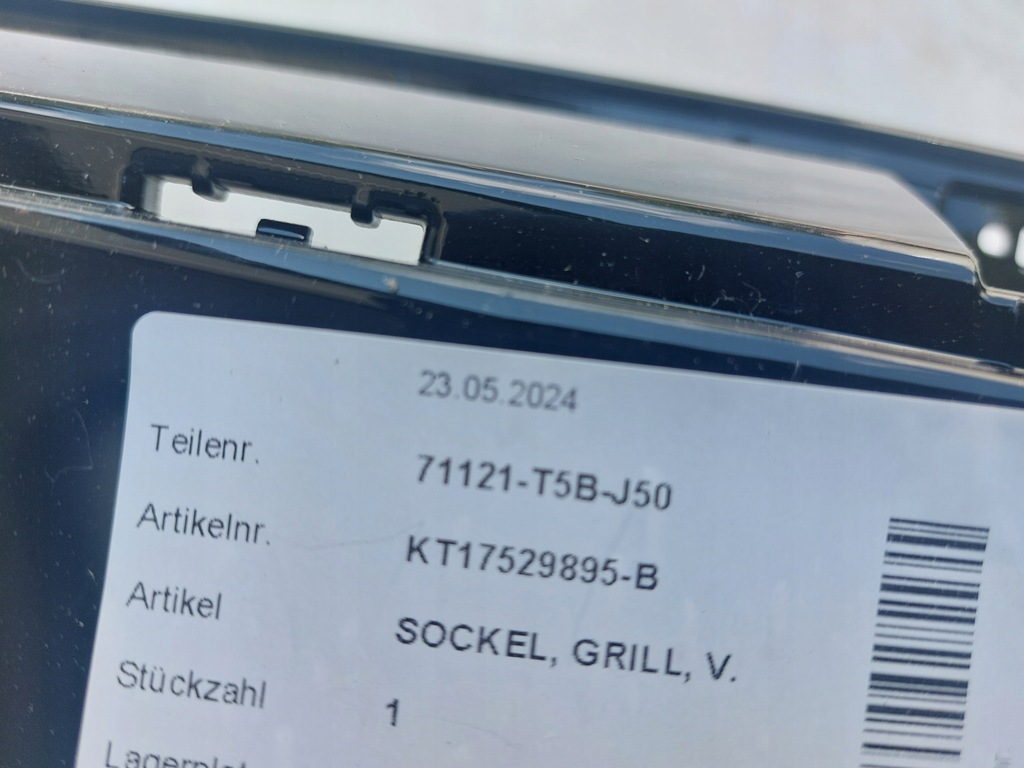 23.05.2024
Teilenr. 71121-T5B-J50
Artikelnr. KT17529895-B
Artikel SOCKEL, GRILL, V.
Stückzahl 1